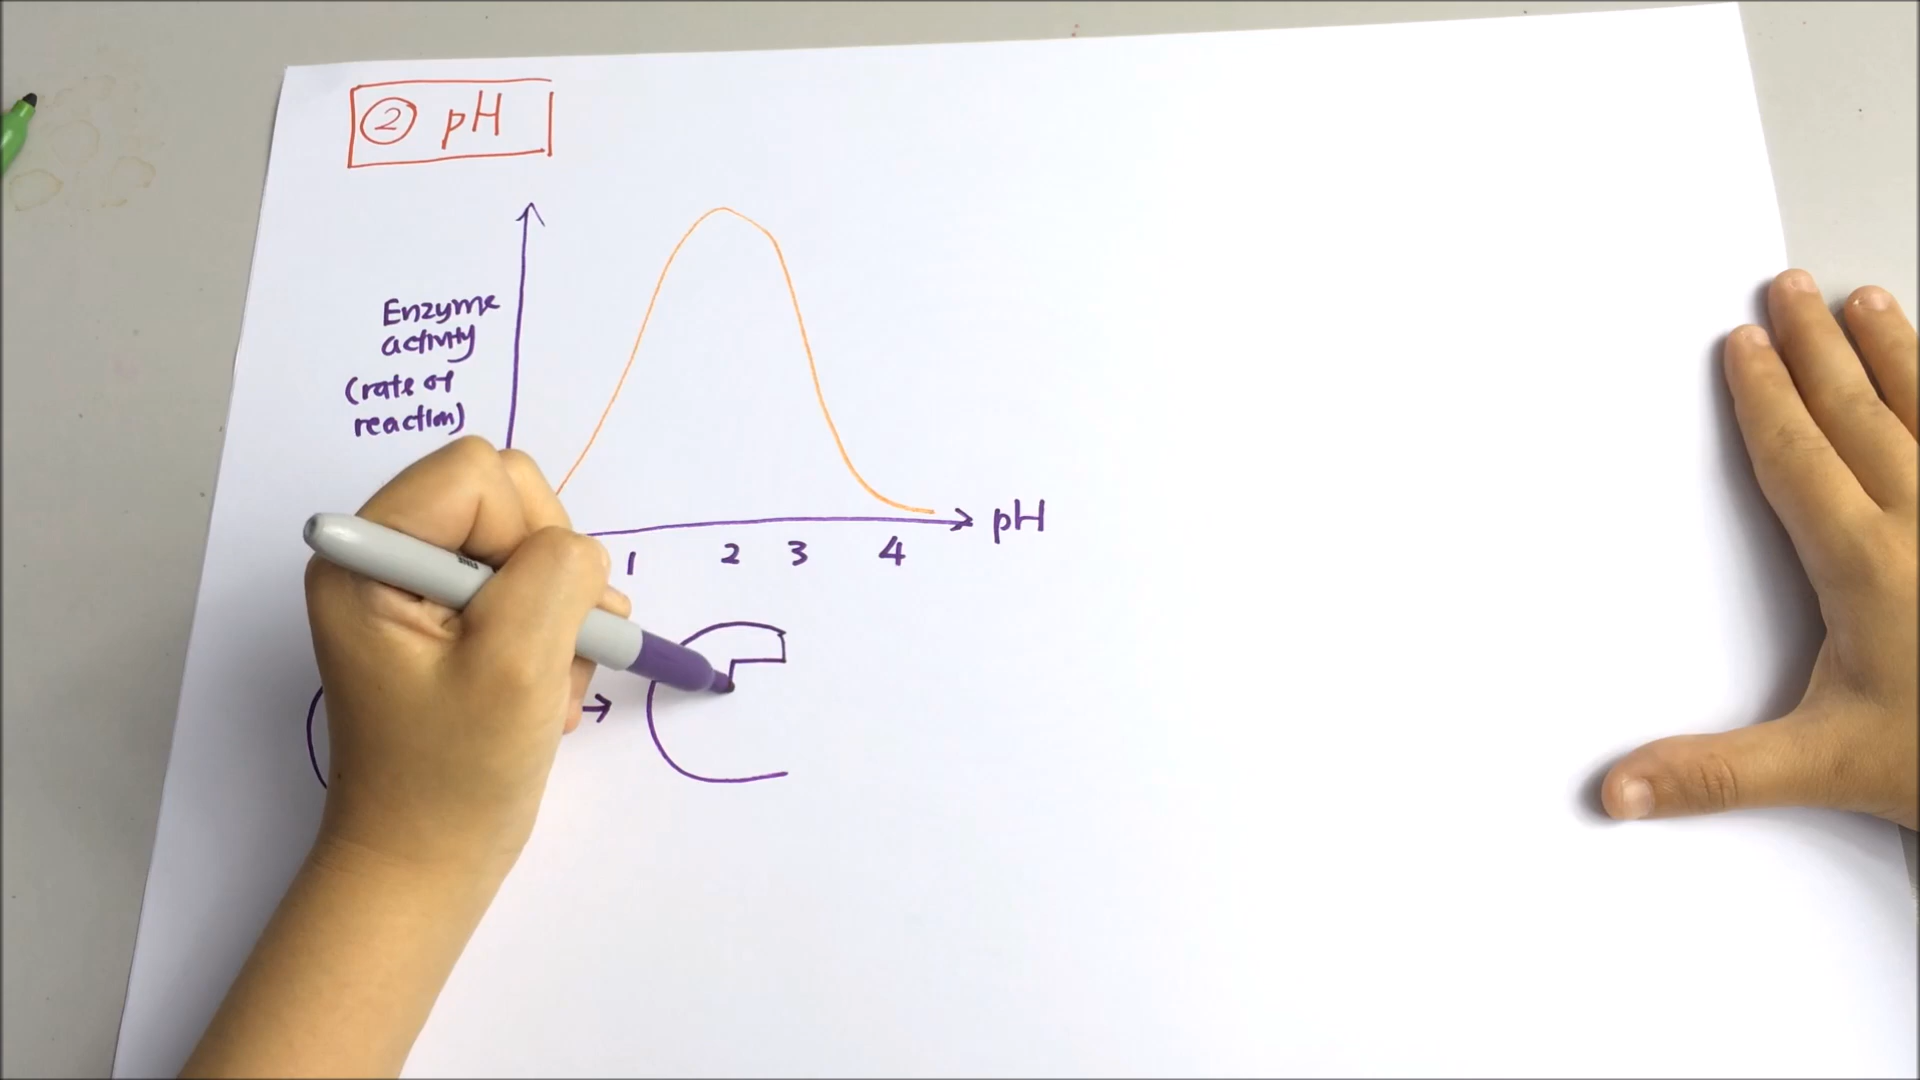 ② pH
Enzyme
activity
(rate of
reaction)
pH
1 2 3 4